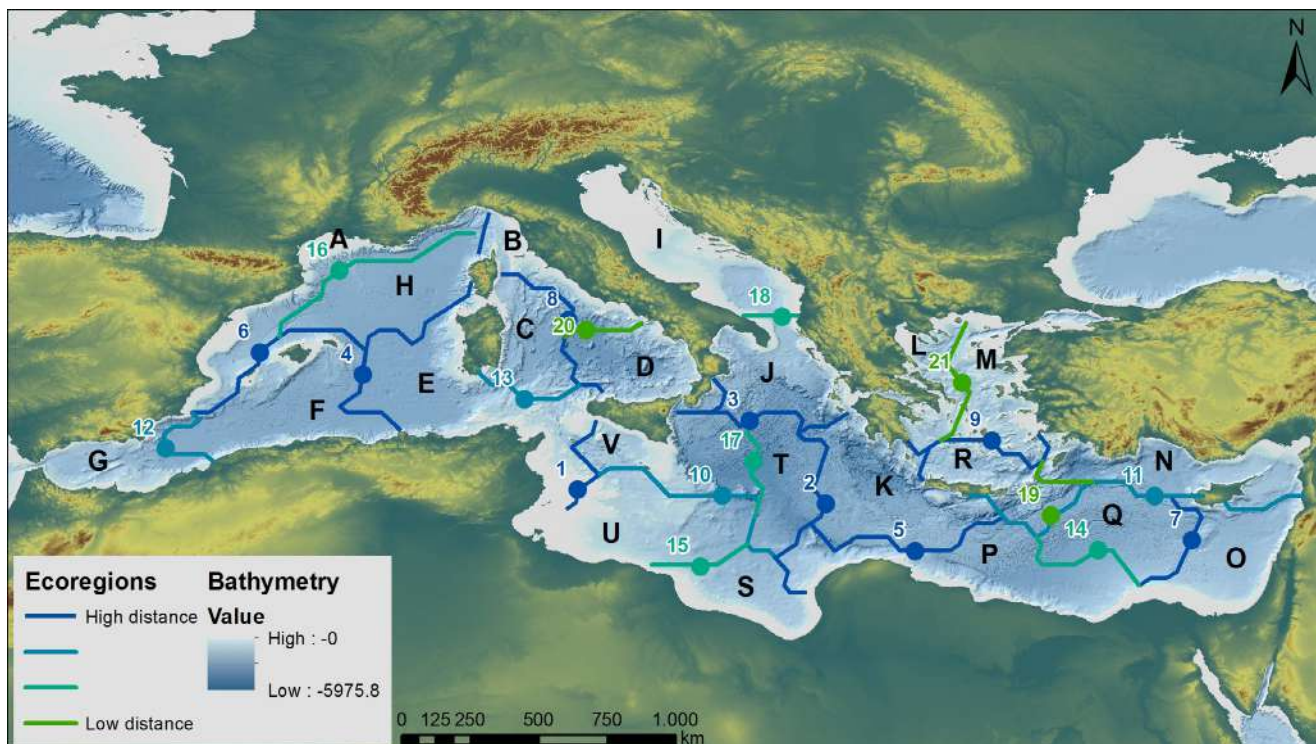 N
A
B
I
16
H
8
18
C
20
L
M
6
4
21
E
D
J
13
F
3
9
12
V
17
R
G
T
N
1
10
2
K
11
19
Q
U
5
14
7
15
P
O
S
Ecoregions
High distance
Low distance
Bathymetry
Value
High : -0
Low : -5975.8
0 125 250 500 750 1.000
km